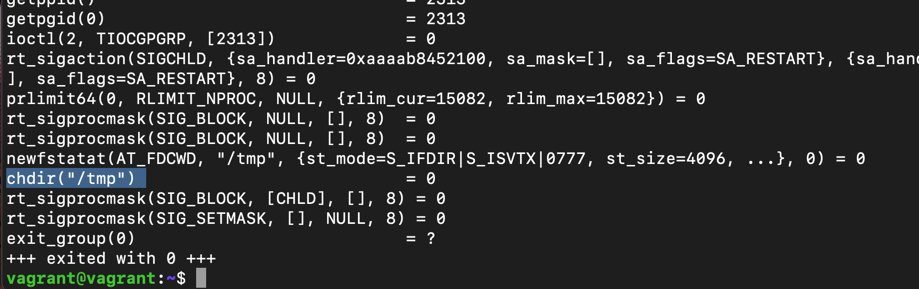 getppid() = 2313
getpgid(0) = 2313
ioctl(2, TIOCGPGRP, [2313]) = 0
rt_sigaction(SIGCHLD, {sa_handler=0xaaaab8452100, sa_mask=[], sa_flags=SA_RESTART}, {sa_hand
], sa_flags=SA_RESTART}, 8) = 0
prlimit64(0, RLIMIT_NPROC, NULL, {rlim_cur=15082, rlim_max=15082}) = 0
rt_sigprocmask(SIG_BLOCK, NULL, [], 8) = 0
rt_sigprocmask(SIG_BLOCK, NULL, [], 8) = 0
newfstatat(AT_FDCWD, "/tmp", {st_mode=S_IFDIR|S_ISVTX|0777, st_size=4096, ...}, 0) = 0
chdir("/tmp") = 0
rt_sigprocmask(SIG_BLOCK, [CHLD], [], 8) = 0
rt_sigprocmask(SIG_SETMASK, [], NULL, 8) = 0
exit_group(0) = ?
+++ exited with 0 +++
vagrant@vagrant:~$